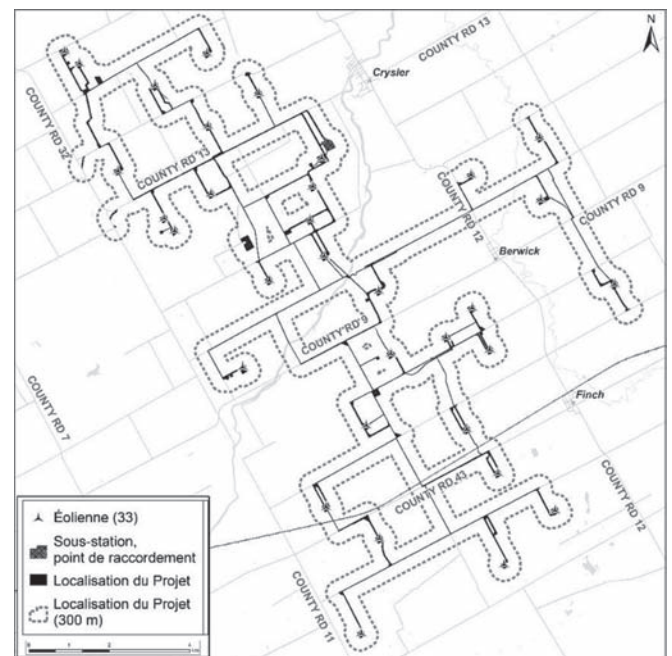 N
COUNTY RD 13
Crysler
COUNTY RD 32
COUNTY RD 13
COUNTY RD 12
COUNTY RD 9
Berwick
COUNTY RD 9
COUNTY RD 7
Finch
COUNTY RD 43
COUNTY RD 12
COUNTY RD 11
Éolienne (33)
Sous-station,
point de raccordement
Localisation du Projet
Localisation du Projet
(300 m)